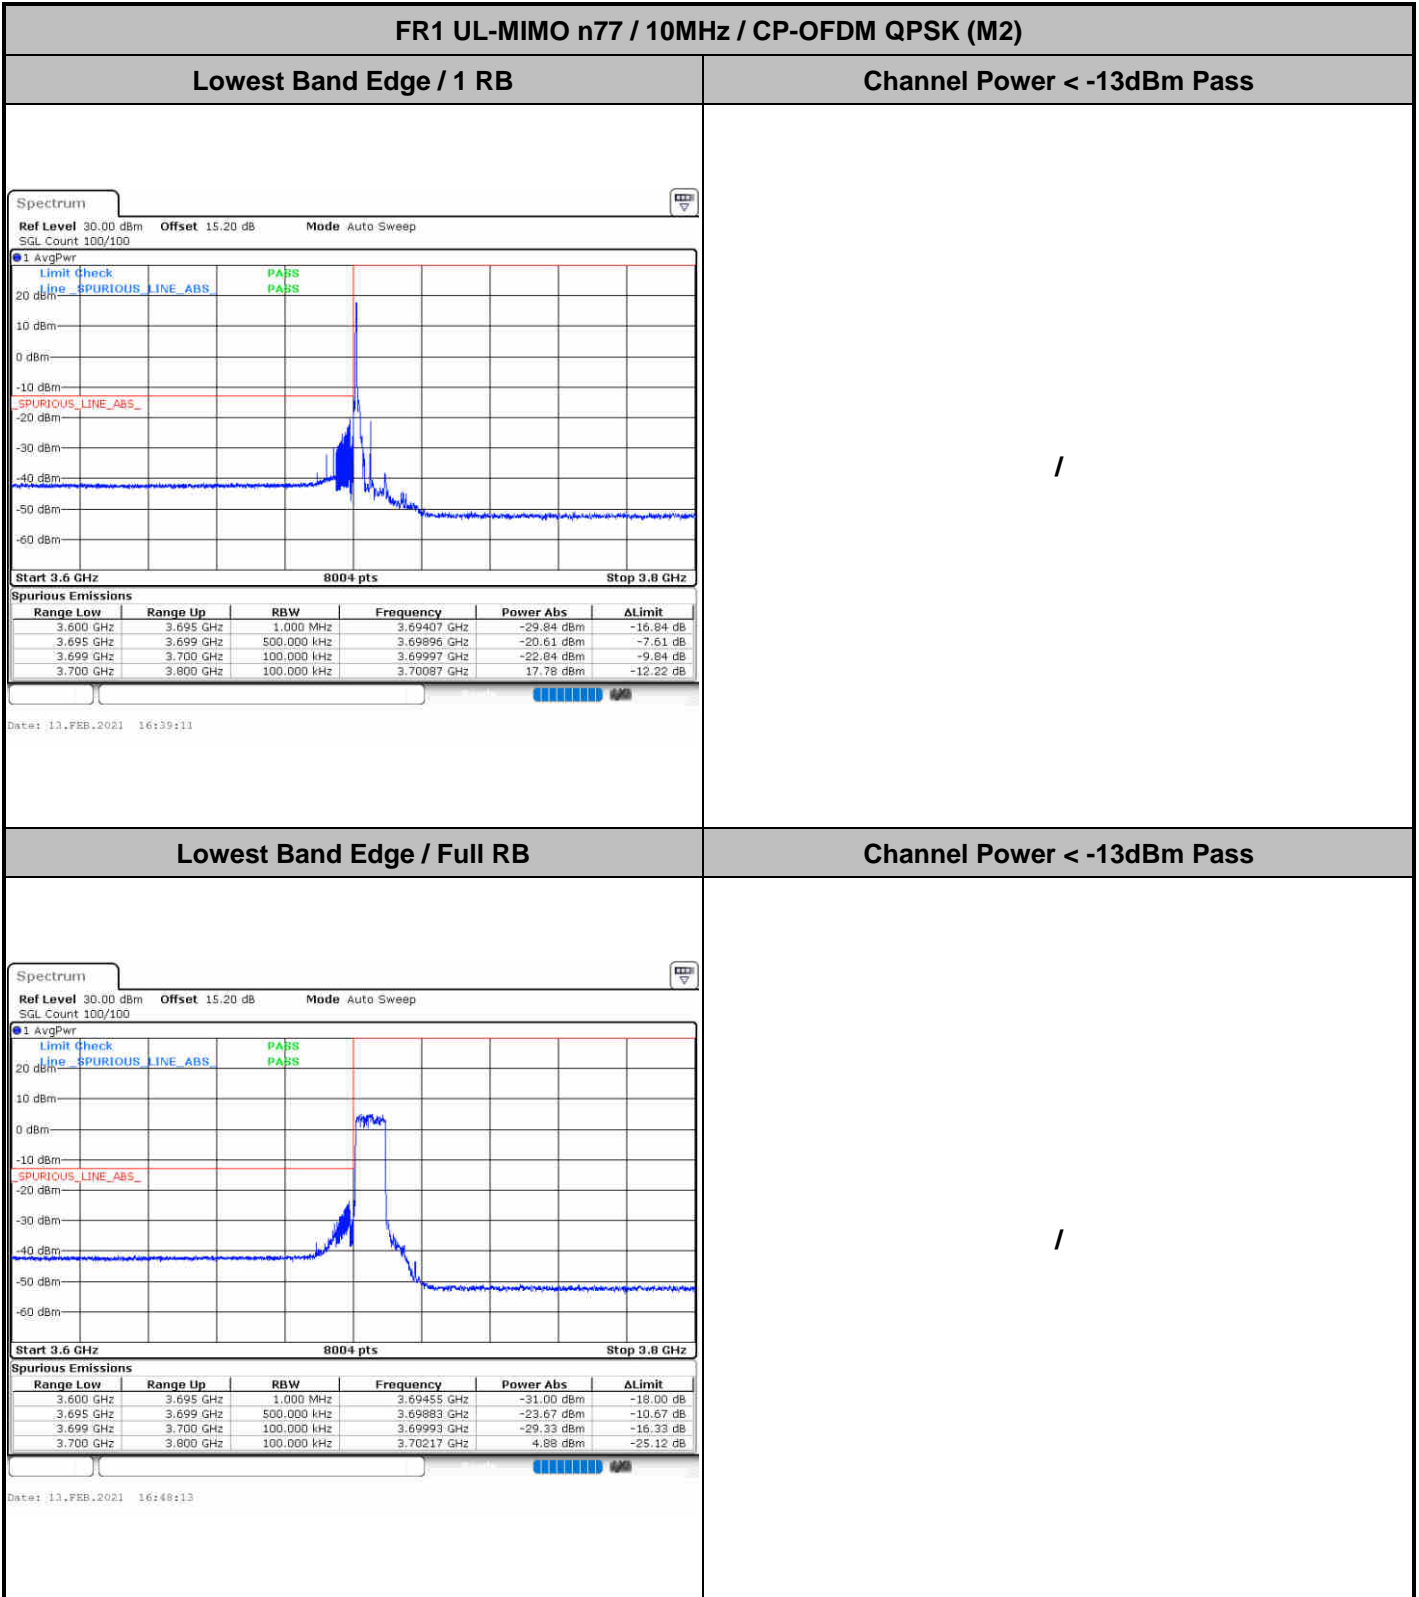 FR1 UL-MIMO n77 / 10MHz / CP-OFDM QPSK (M2)
Lowest Band Edge / 1 RB
Channel Power < -13dBm Pass
Spectrum
Ref Level 30.00 dBm Offset 15.20 dB Mode Auto Sweep
SGL Count 100/100
1 AvgPwr
Limit Check PASS
Line _SPURIOUS_LINE_ABS_ PASS
20 dBm
10 dBm
0 dBm
-10 dBm
_SPURIOUS_LINE_ABS_
-20 dBm
-30 dBm
-40 dBm
-50 dBm
-60 dBm
Start 3.6 GHz 8004 pts Stop 3.8 GHz
Spurious Emissions
Range Low Range Up RBW Frequency Power Abs ΔLimit
3.600 GHz 3.695 GHz 1.000 MHz 3.69407 GHz -29.84 dBm -16.84 dB
3.695 GHz 3.699 GHz 500.000 kHz 3.69896 GHz -20.61 dBm -7.61 dB
3.699 GHz 3.700 GHz 100.000 kHz 3.69997 GHz -22.84 dBm -9.84 dB
3.700 GHz 3.800 GHz 100.000 kHz 3.70087 GHz 17.78 dBm -12.22 dB
Date: 13.FEB.2021 16:39:11
/
Lowest Band Edge / Full RB
Channel Power < -13dBm Pass
Spectrum
Ref Level 30.00 dBm Offset 15.20 dB Mode Auto Sweep
SGL Count 100/100
1 AvgPwr
Limit Check PASS
Line _SPURIOUS_LINE_ABS_ PASS
20 dBm
10 dBm
0 dBm
-10 dBm
_SPURIOUS_LINE_ABS_
-20 dBm
-30 dBm
-40 dBm
-50 dBm
-60 dBm
Start 3.6 GHz 8004 pts Stop 3.8 GHz
Spurious Emissions
Range Low Range Up RBW Frequency Power Abs ΔLimit
3.600 GHz 3.695 GHz 1.000 MHz 3.69455 GHz -31.00 dBm -18.00 dB
3.695 GHz 3.699 GHz 500.000 kHz 3.69883 GHz -23.67 dBm -10.67 dB
3.699 GHz 3.700 GHz 100.000 kHz 3.69993 GHz -29.33 dBm -16.33 dB
3.700 GHz 3.800 GHz 100.000 kHz 3.70217 GHz 4.88 dBm -25.12 dB
Date: 13.FEB.2021 16:48:13
/